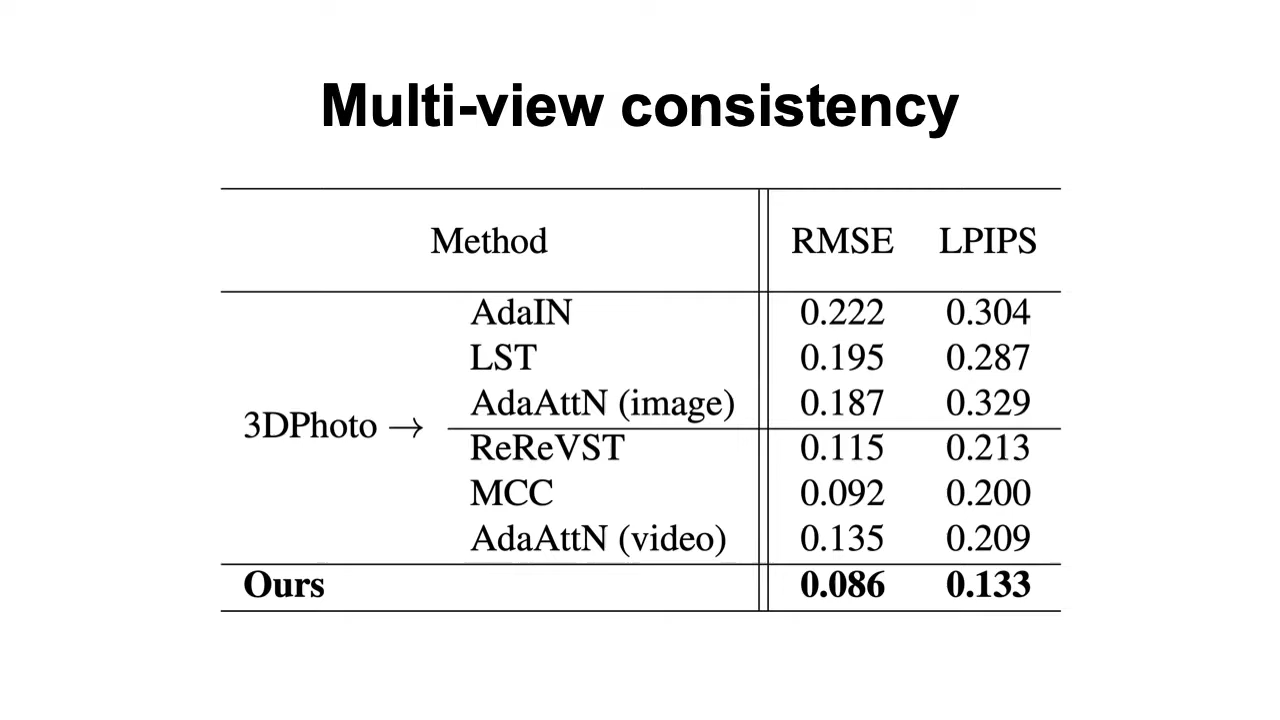 Multi-view consistency
Method RMSE LPIPS
AdaIN 0.222 0.304
LST 0.195 0.287
AdaAttN (image) 0.187 0.329
3DPhoto →
ReReVST 0.115 0.213
MCC 0.092 0.200
AdaAttN (video) 0.135 0.209
Ours 0.086 0.133